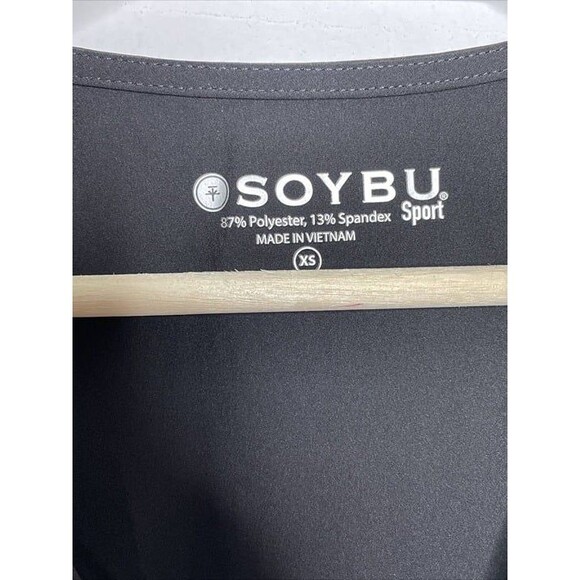 SOYBU®
Sport
87% Polyester, 13% Spandex
MADE IN VIETNAM
XS